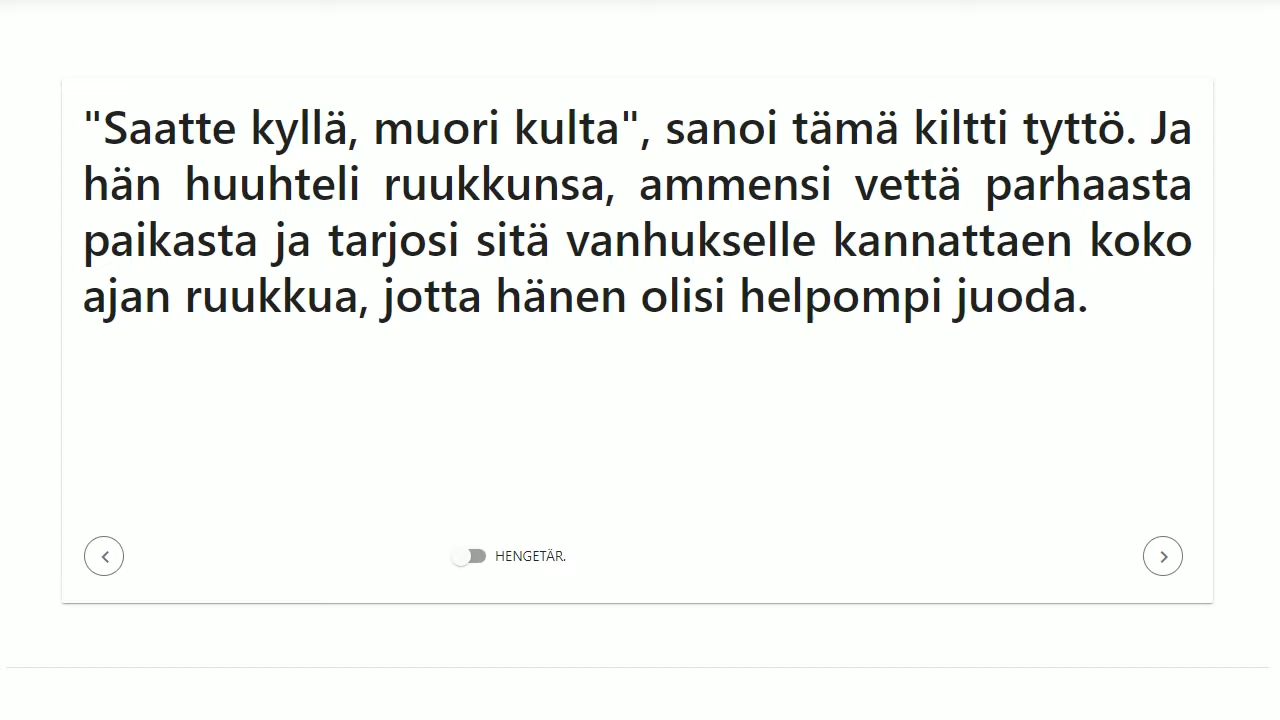 "Saatte kyllä, muori kulta", sanoi tämä kiltti tyttö. Ja
hän huuhteli ruukkunsa, ammensi vettä parhaasta
paikasta ja tarjosi sitä vanhukselle kannattaen koko
ajan ruukkua, jotta hänen olisi helpompi juoda.
HENGETÄR.